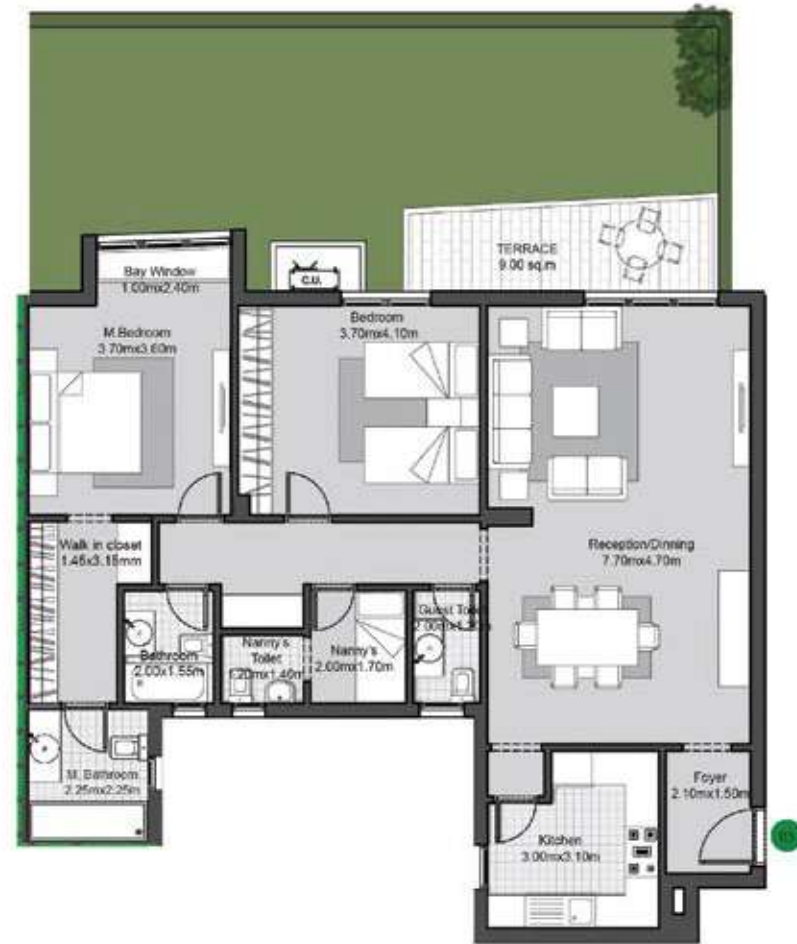 TERRACE
9.00 sq.m
Bay Window
1.00mx2.40m
C.U.
M.Bedroom
3.70mx3.60m
Bedroom
3.70mx4.10m
Walk in closet
1.45x3.15mm
Reception/Dinning
7.70mx4.70m
Bathroom
2.00x1.55m
Nanny's
Toilet
1.20mx1.40m
Nanny's
2.00mx1.70m
Guest Toilet
M. Bathroom
2.25mx2.25m
Foyer
2.10mx1.50m
Kitchen
3.00mx3.10m